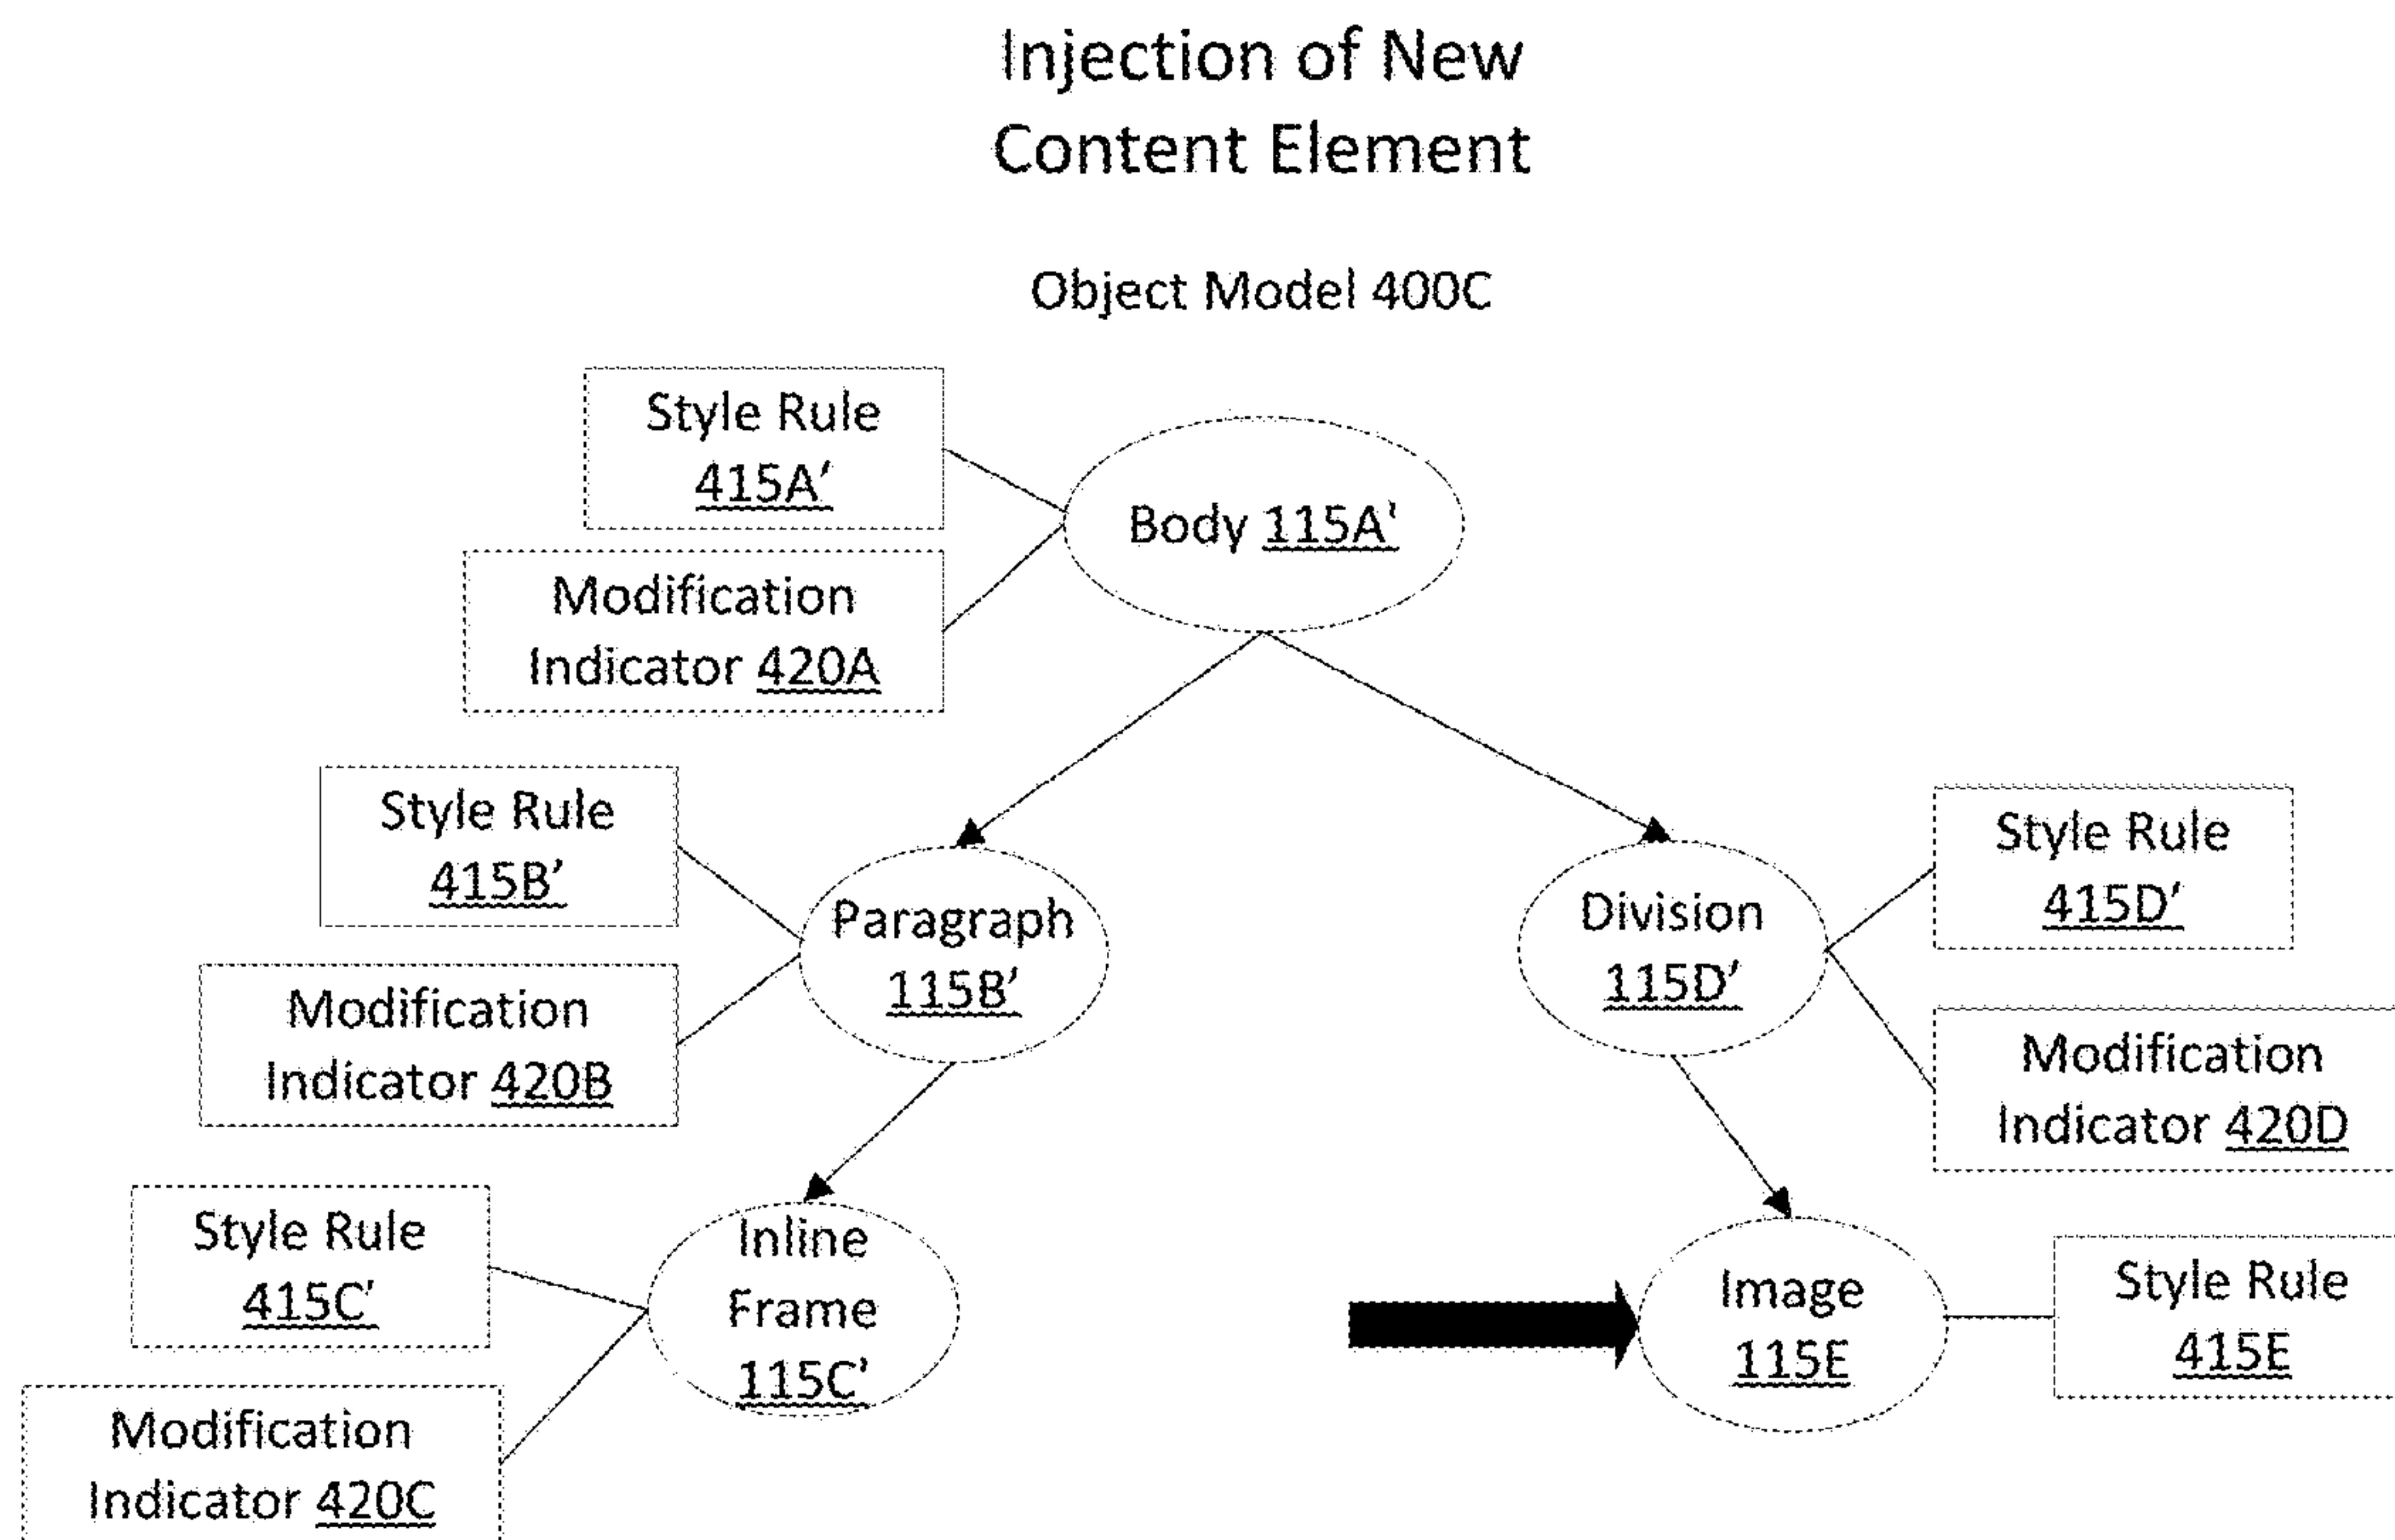 Injection of New
Content Element
Object Model 400C
Style Rule
415A'
Body 115A'
Modification
Indicator 420A
Style Rule
415B'
Paragraph
115B'
Modification
Indicator 420B
Division
115D'
Style Rule
415D'
Modification
Indicator 420D
Style Rule
415C'
Inline
Frame
115C'
Modification
Indicator 420C
Image
115E
Style Rule
415E